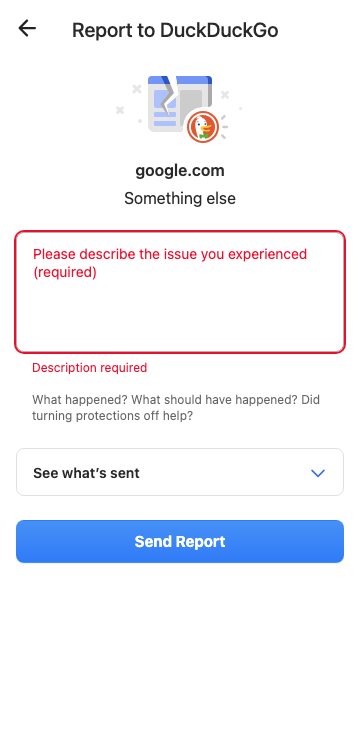 Report to DuckDuckGo
google.com
Something else
Please describe the issue you experienced
(required)
Description required
What happened? What should have happened? Did
turning protections off help?
See what's sent
Send Report